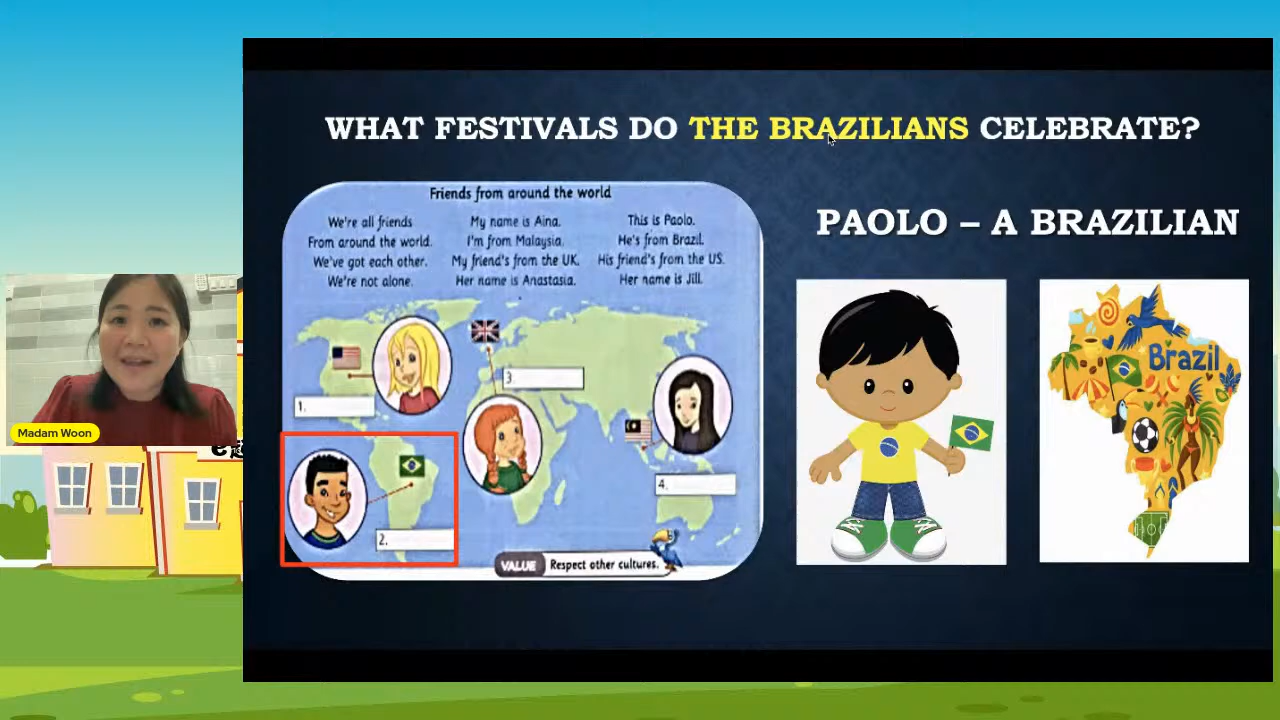 WHAT FESTIVALS DO THE BRAZILIANS CELEBRATE?
Friends from around the world
We're all friends
From around the world.
We've got each other.
We're not alone.
My name is Aina.
I'm from Malaysia.
My friend's from the UK.
Her name is Anastasia.
This is Paolo.
He's from Brazil.
His friend's from the US.
Her name is Jill.
1.
2.
3.
4.
VALUE Respect other cultures.
PAOLO – A BRAZILIAN
Brazil
Madam Woon